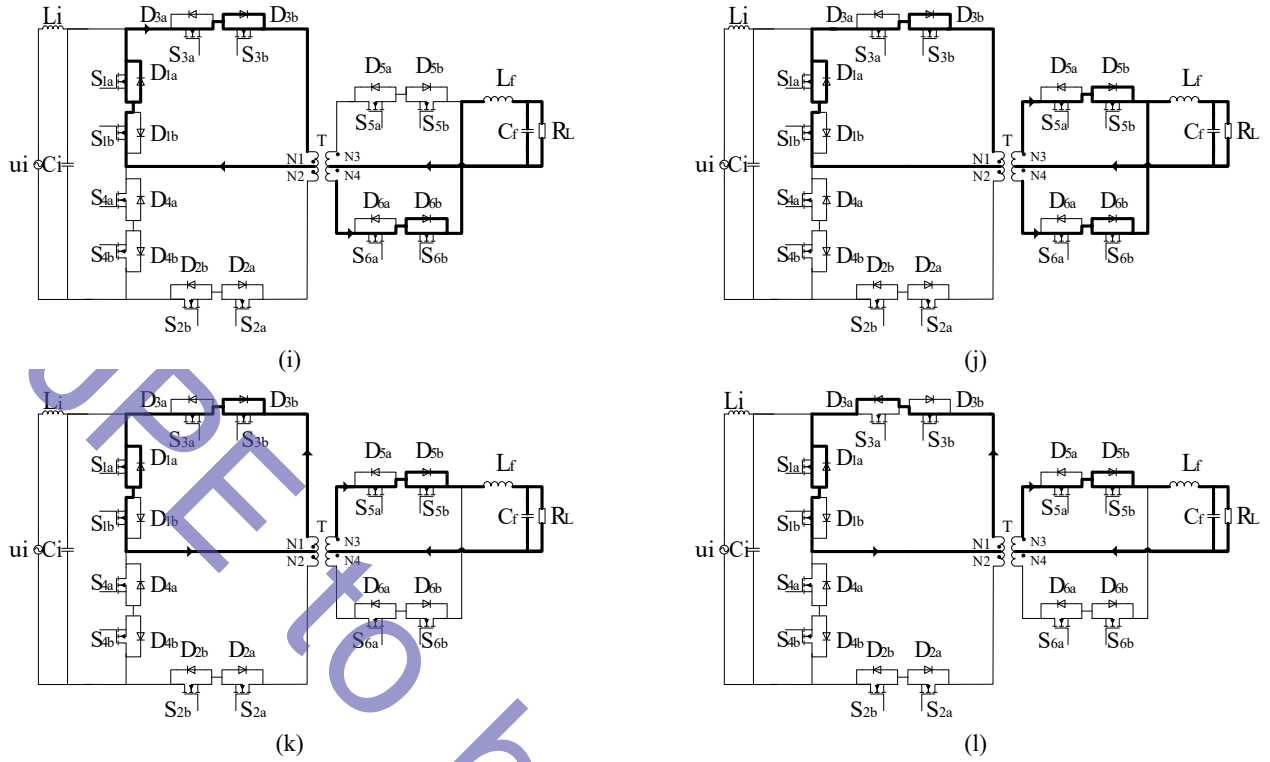 Li D3a D3b
S3a S3b
S1a D1a
D5a D5b Lf
S5a S5b
Cf RL
S1b D1b
T
ui Ci
N1 N3
N2 N4
S4a D4a
D6a D6b
S6a S6b
S4b D4b
D2b D2a
S2b S2a
(i)
Li D3a D3b
S3a S3b
S1a D1a
D5a D5b Lf
S5a S5b
Cf RL
S1b D1b
T
ui Ci
N1 N3
N2 N4
S4a D4a
D6a D6b
S6a S6b
S4b D4b
D2b D2a
S2b S2a
(j)
Li D3a D3b
S3a S3b
S1a D1a
D5a D5b Lf
S5a S5b
Cf RL
S1b D1b
T
ui Ci
N1 N3
N2 N4
S4a D4a
D6a D6b
S6a S6b
S4b D4b
D2b D2a
S2b S2a
(k)
Li D3a D3b
S3a S3b
S1a D1a
D5a D5b Lf
S5a S5b
Cf RL
S1b D1b
T
ui Ci
N1 N3
N2 N4
S4a D4a
D6a D6b
S6a S6b
S4b D4b
D2b D2a
S2b S2a
(l)